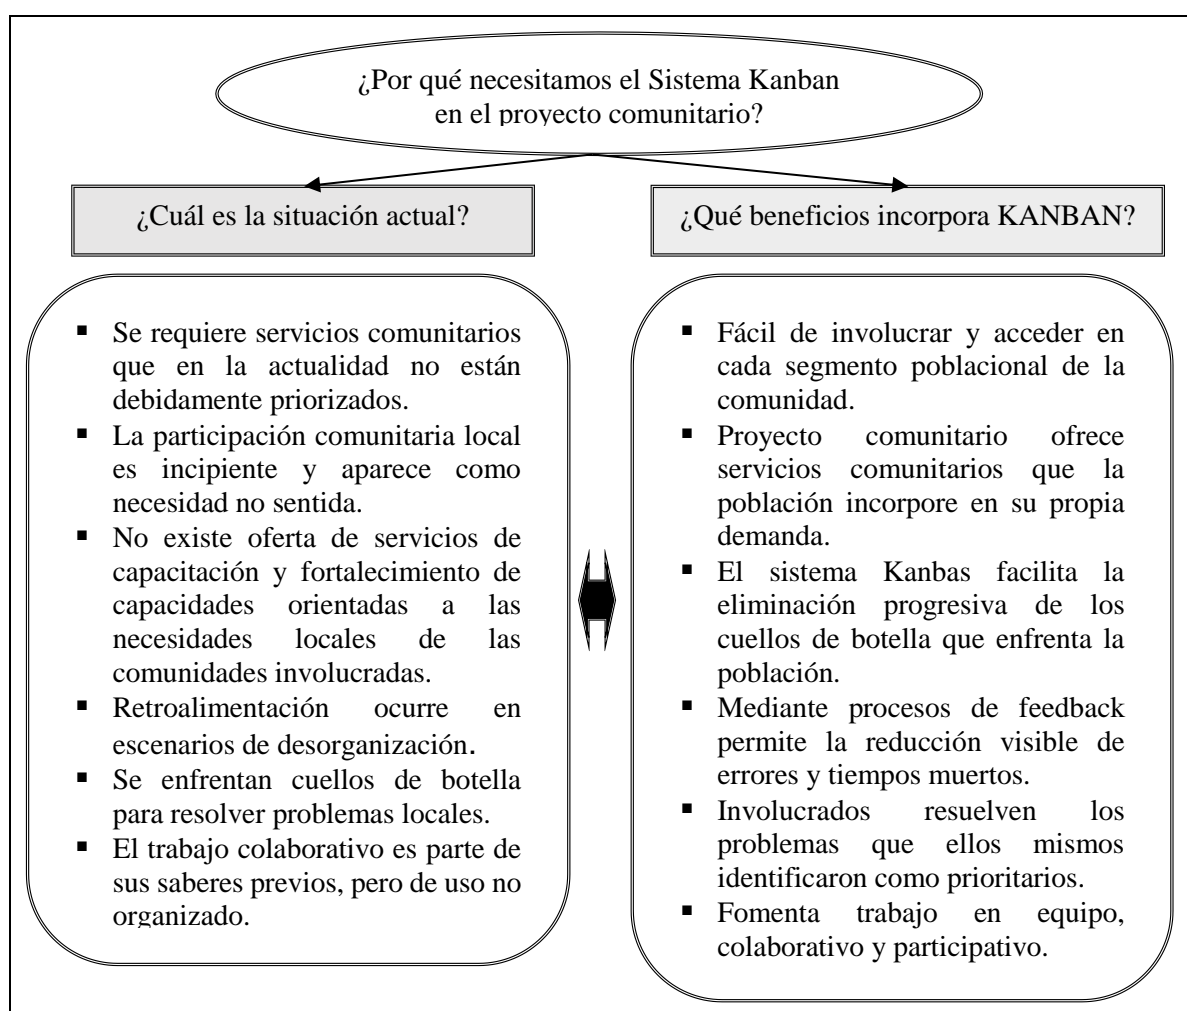 ¿Por qué necesitamos el Sistema Kanban
en el proyecto comunitario?
¿Cuál es la situación actual?
▪ Se requiere servicios comunitarios
que en la actualidad no están
debidamente priorizados.
▪ La participación comunitaria local
es incipiente y aparece como
necesidad no sentida.
▪ No existe oferta de servicios de
capacitación y fortalecimiento de
capacidades orientadas a las
necesidades locales de las
comunidades involucradas.
▪ Retroalimentación ocurre en
escenarios de desorganización.
▪ Se enfrentan cuellos de botella
para resolver problemas locales.
▪ El trabajo colaborativo es parte de
sus saberes previos, pero de uso no
organizado.
¿Qué beneficios incorpora KANBAN?
▪ Fácil de involucrar y acceder en
cada segmento poblacional de la
comunidad.
▪ Proyecto comunitario ofrece
servicios comunitarios que la
población incorpore en su propia
demanda.
▪ El sistema Kanbas facilita la
eliminación progresiva de los
cuellos de botella que enfrenta la
población.
▪ Mediante procesos de feedback
permite la reducción visible de
errores y tiempos muertos.
▪ Involucrados resuelven los
problemas que ellos mismos
identificaron como prioritarios.
▪ Fomenta trabajo en equipo,
colaborativo y participativo.